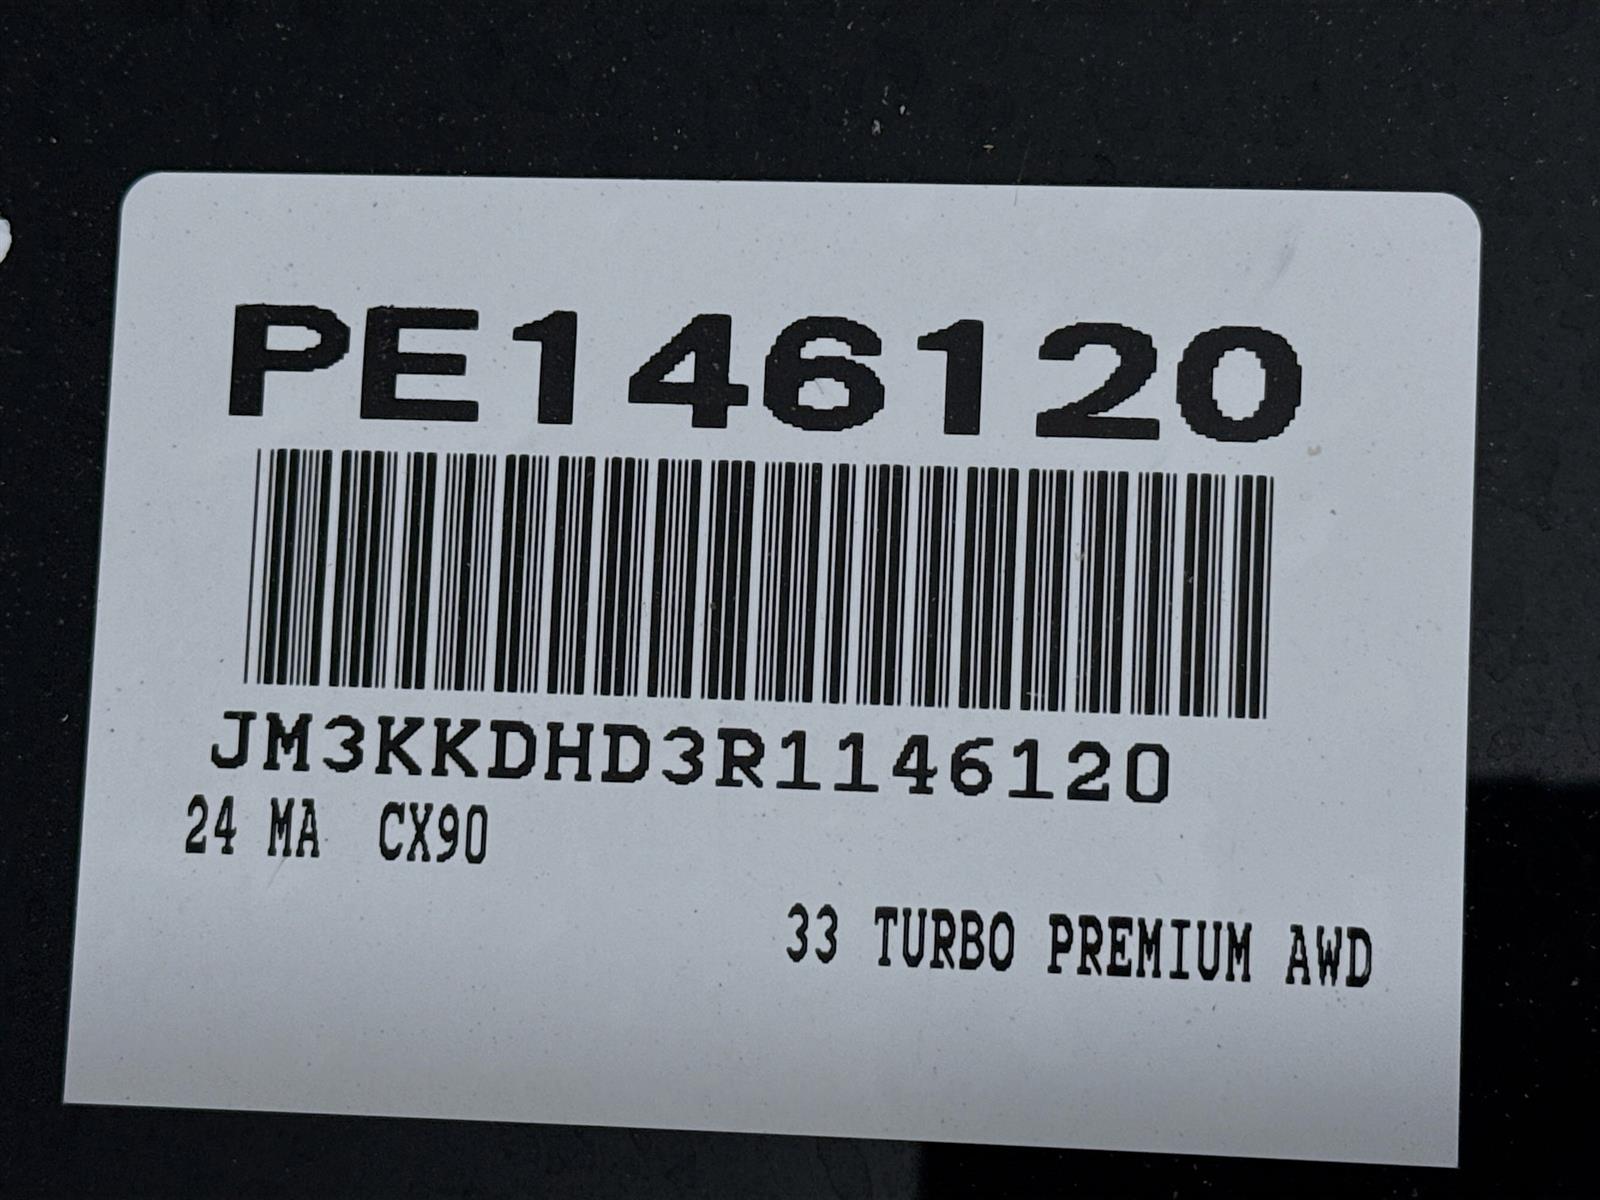 PE146120
JM3KKDHD3R1146120
24 MA CX90
33 TURBO PREMIUM AWD